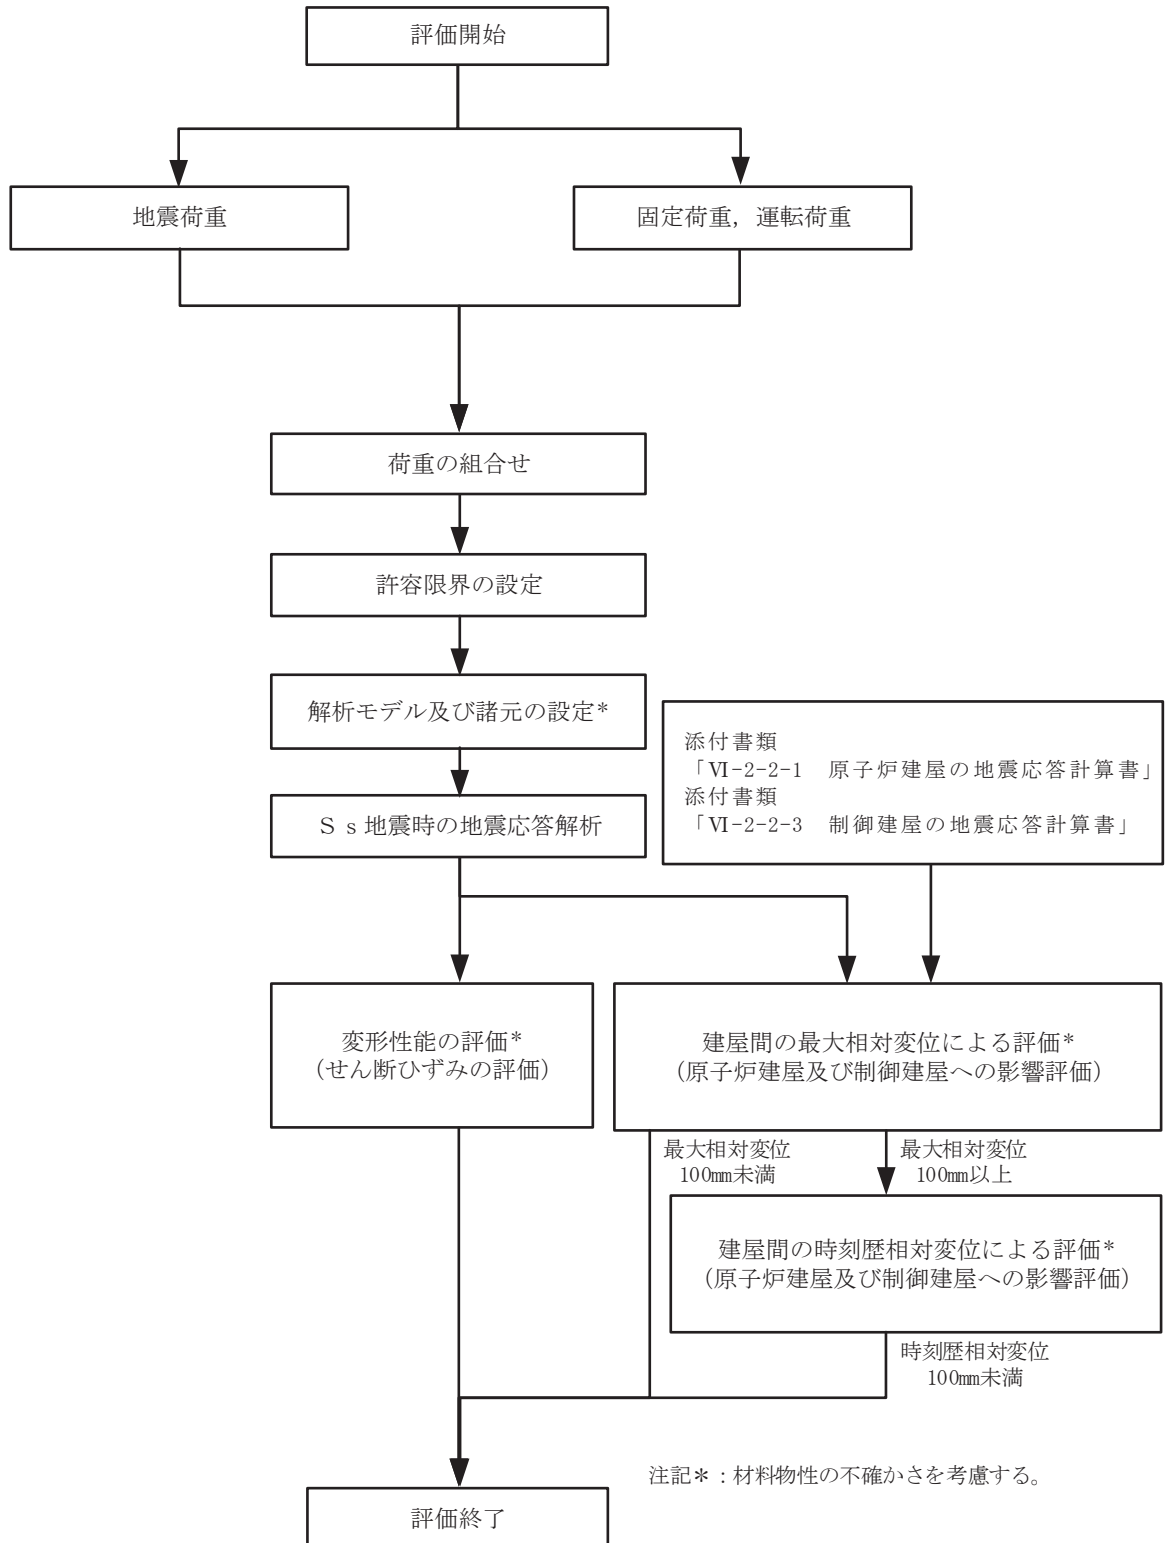 評価開始
地震荷重
固定荷重，運転荷重
荷重の組合せ
許容限界の設定
解析モデル及び諸元の設定*
添付書類
「Ⅵ-2-2-1　原子炉建屋の地震応答計算書」
添付書類
「Ⅵ-2-2-3　制御建屋の地震応答計算書」
Ｓｓ地震時の地震応答解析
変形性能の評価*
(せん断ひずみの評価)
建屋間の最大相対変位による評価*
(原子炉建屋及び制御建屋への影響評価)
最大相対変位
100㎜未満
最大相対変位
100㎜以上
建屋間の時刻歴相対変位による評価*
(原子炉建屋及び制御建屋への影響評価)
時刻歴相対変位
100㎜未満
注記＊：材料物性の不確かさを考慮する。
評価終了